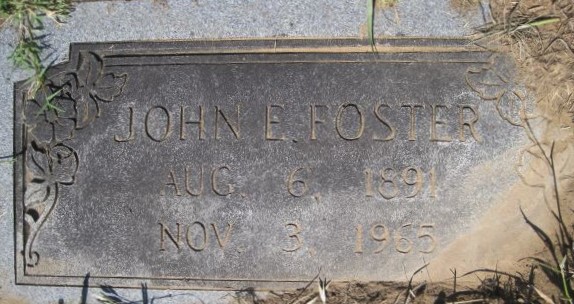 JOHN E. FOSTER
AUG. 6, 1891
NOV. 3, 1965